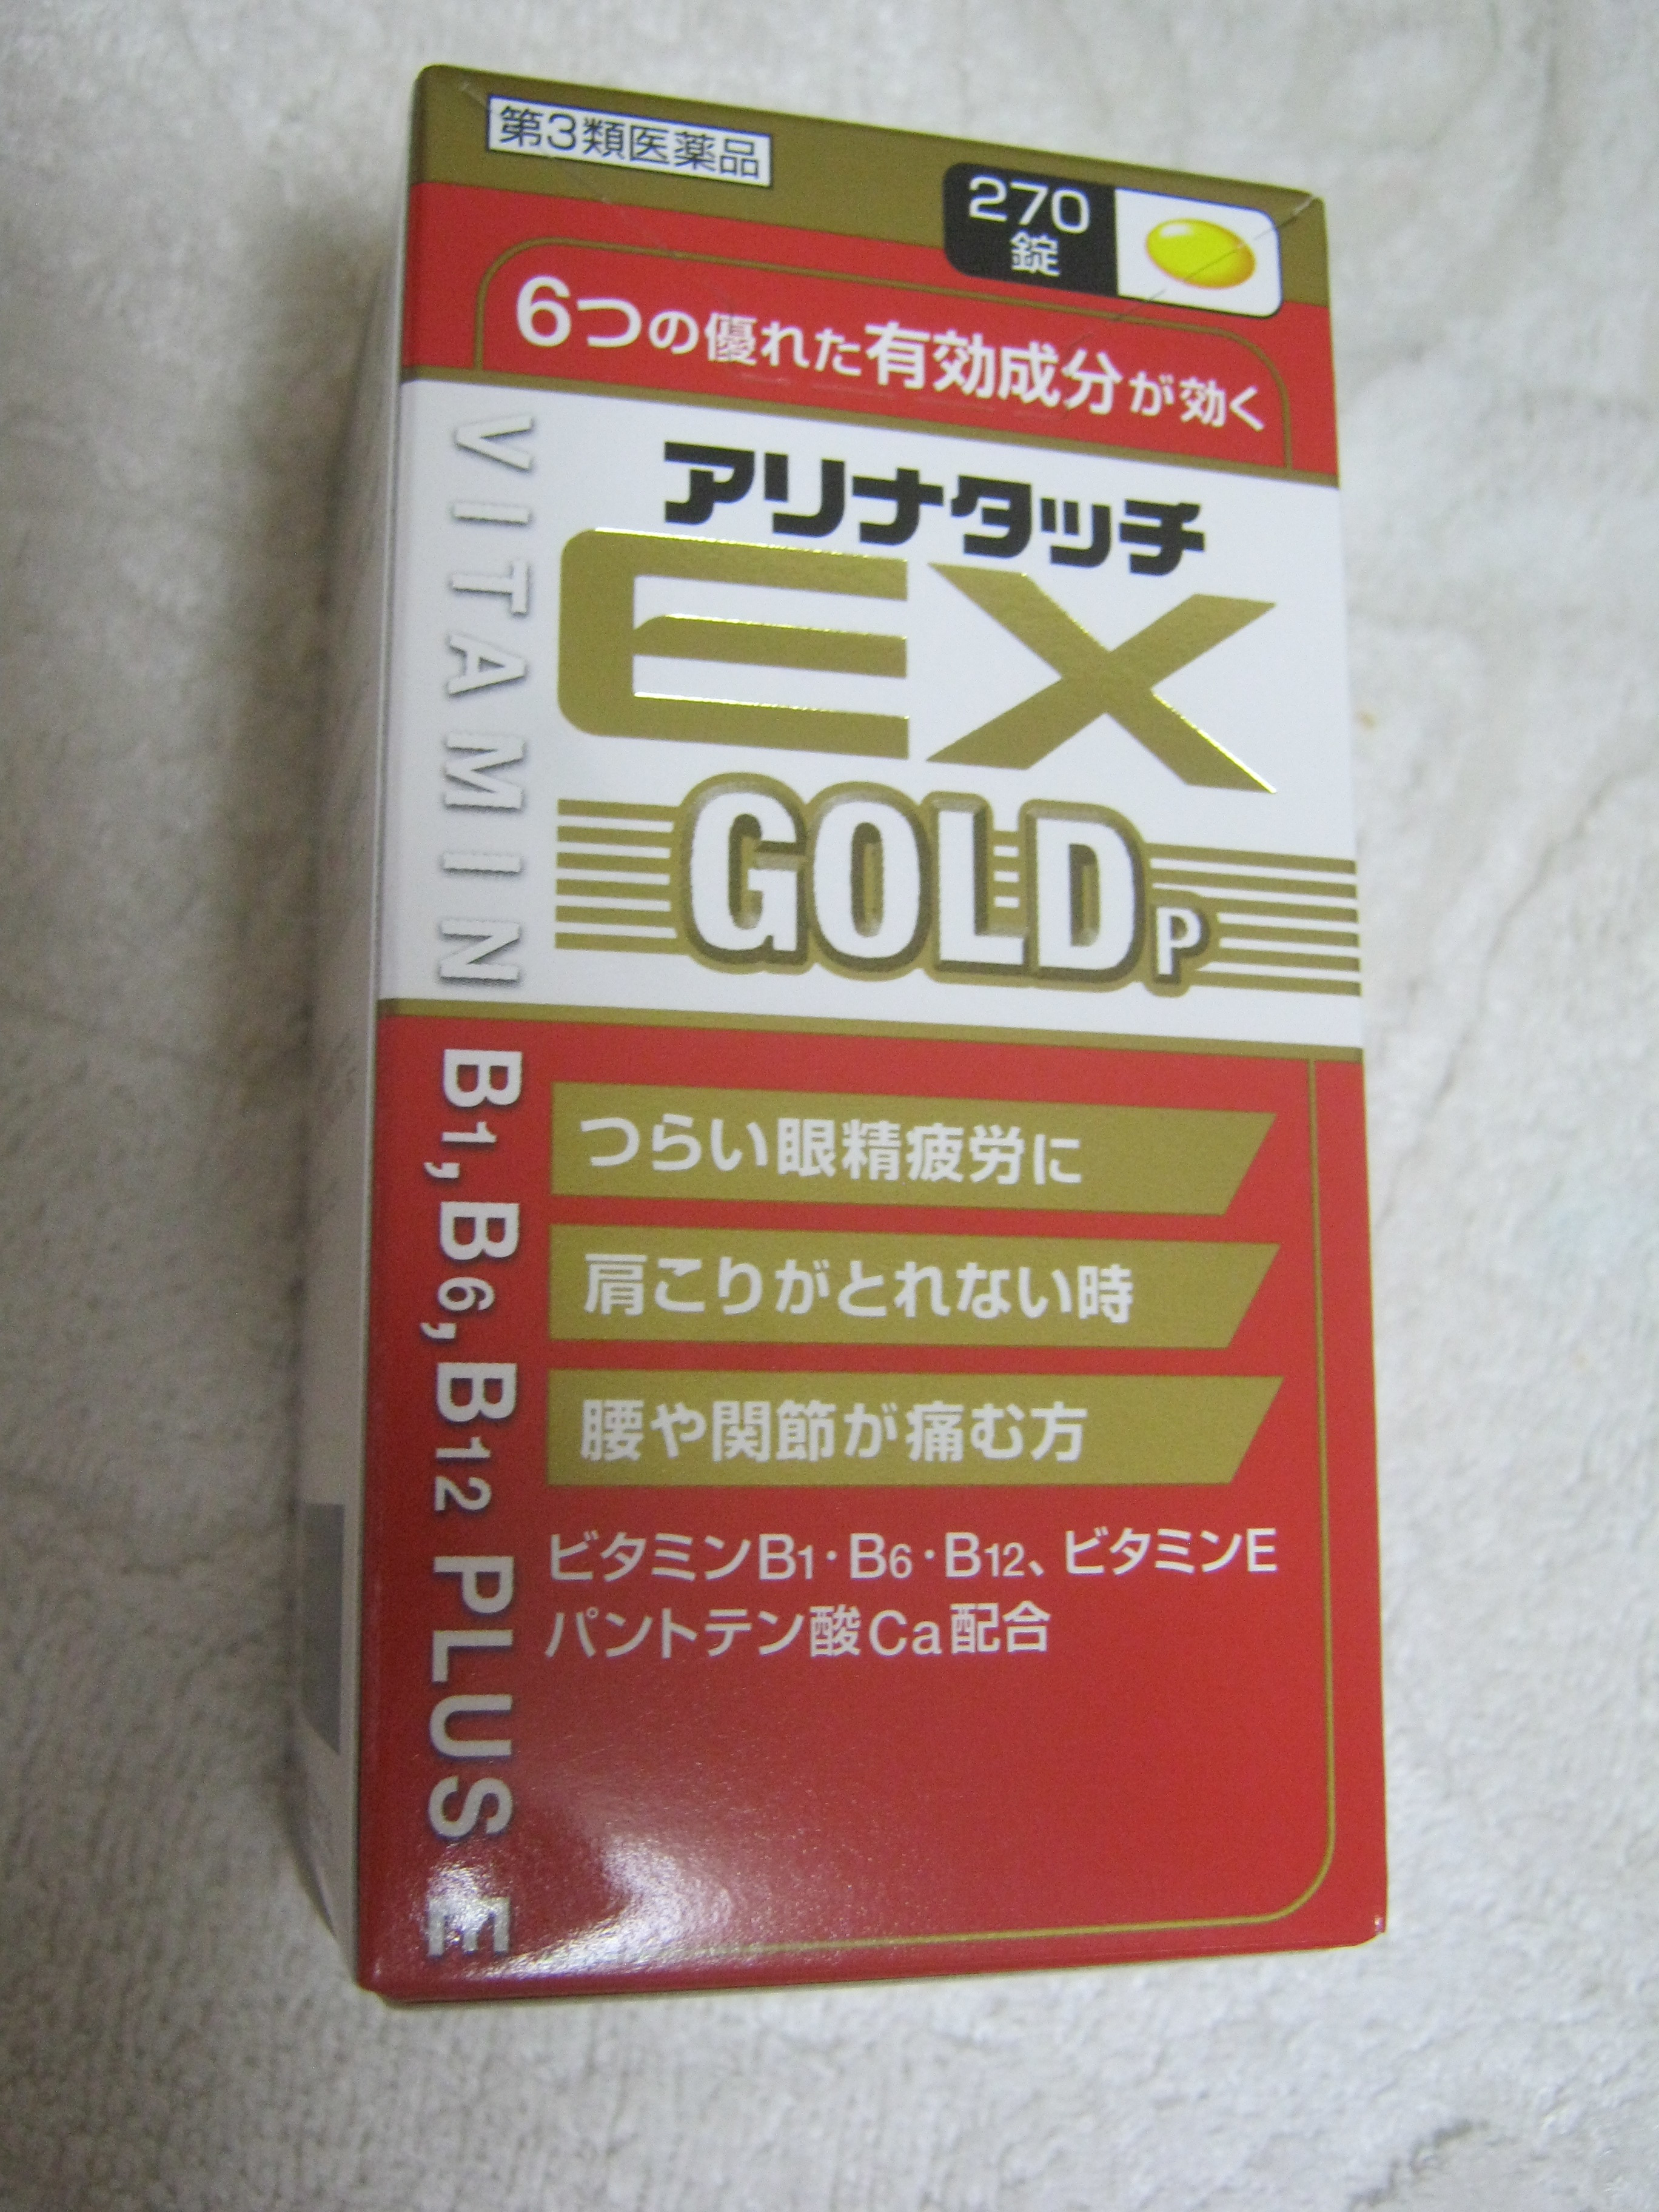 第3類医薬品
270
錠
6つの優れた有効成分が効く
アリナタッチ
EX
GOLD P
VITAMIN B1, B6, B12 PLUS E
つらい眼精疲労に
肩こりがとれない時
腰や関節が痛む方
ビタミンB1・B6・B12、ビタミンE
パントテン酸Ca配合